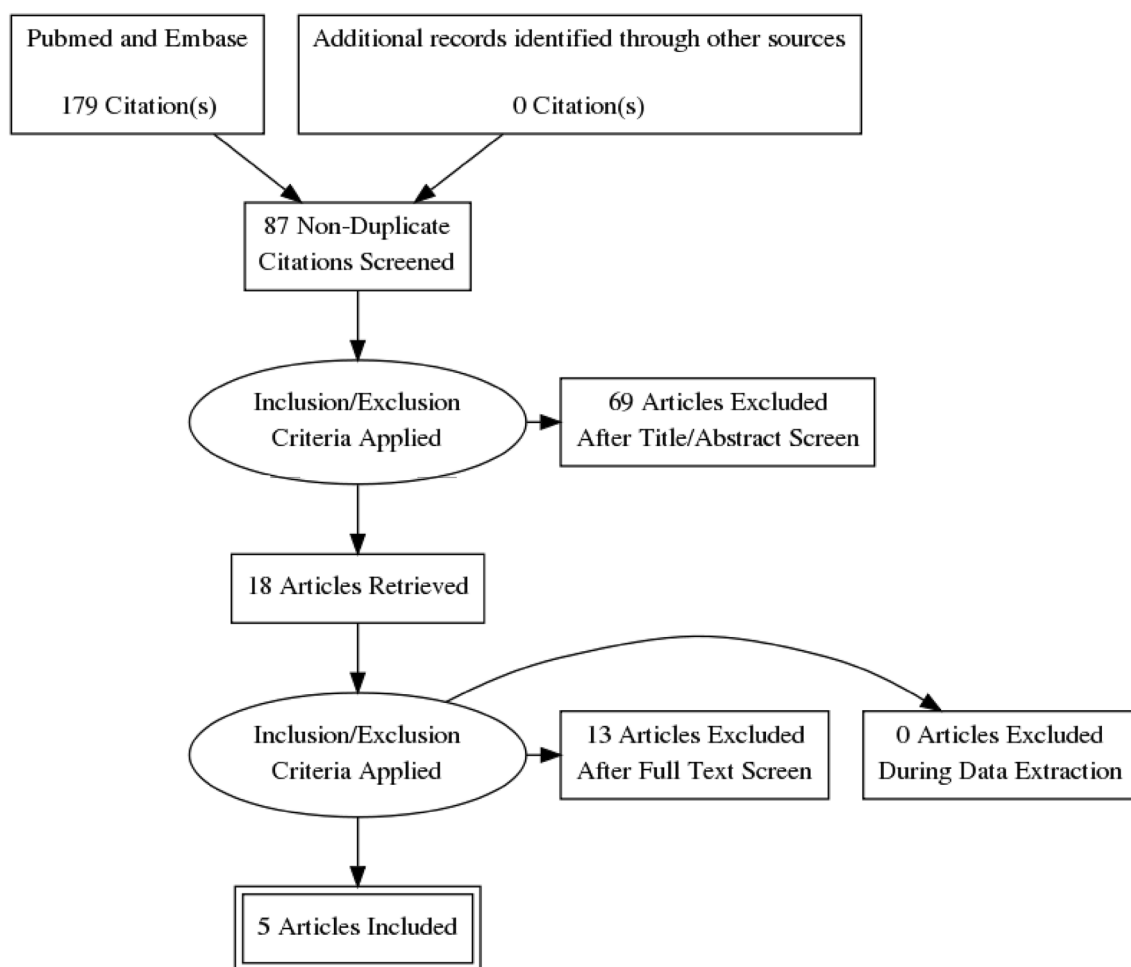 Pubmed and Embase
179 Citation(s)
Additional records identified through other sources
0 Citation(s)
87 Non-Duplicate
Citations Screened
Inclusion/Exclusion
Criteria Applied
69 Articles Excluded
After Title/Abstract Screen
18 Articles Retrieved
Inclusion/Exclusion
Criteria Applied
13 Articles Excluded
After Full Text Screen
0 Articles Excluded
During Data Extraction
5 Articles Included